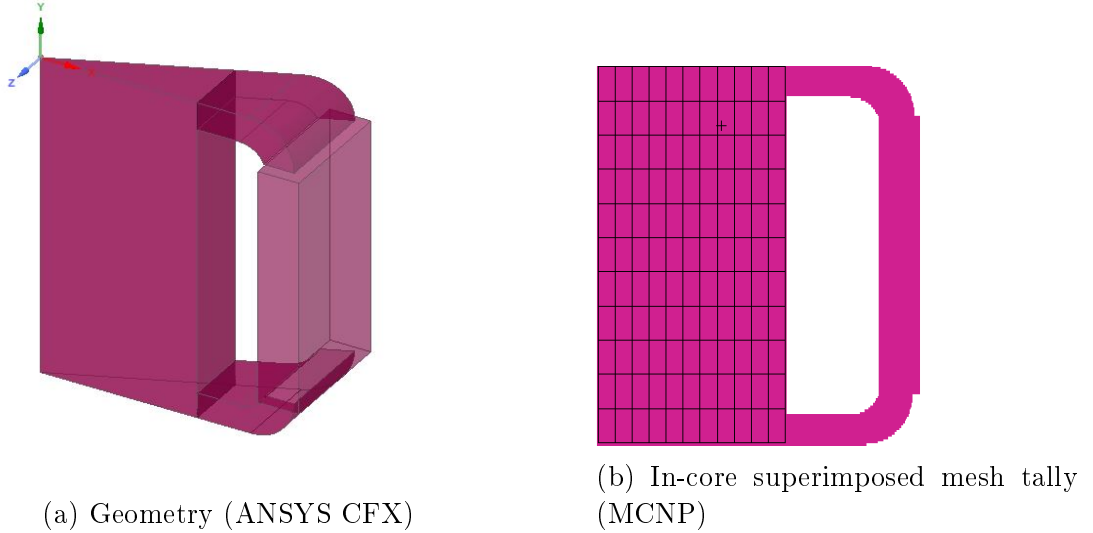 Y
Z
X
(a) Geometry (ANSYS CFX)
(b) In-core superimposed mesh tally
(MCNP)